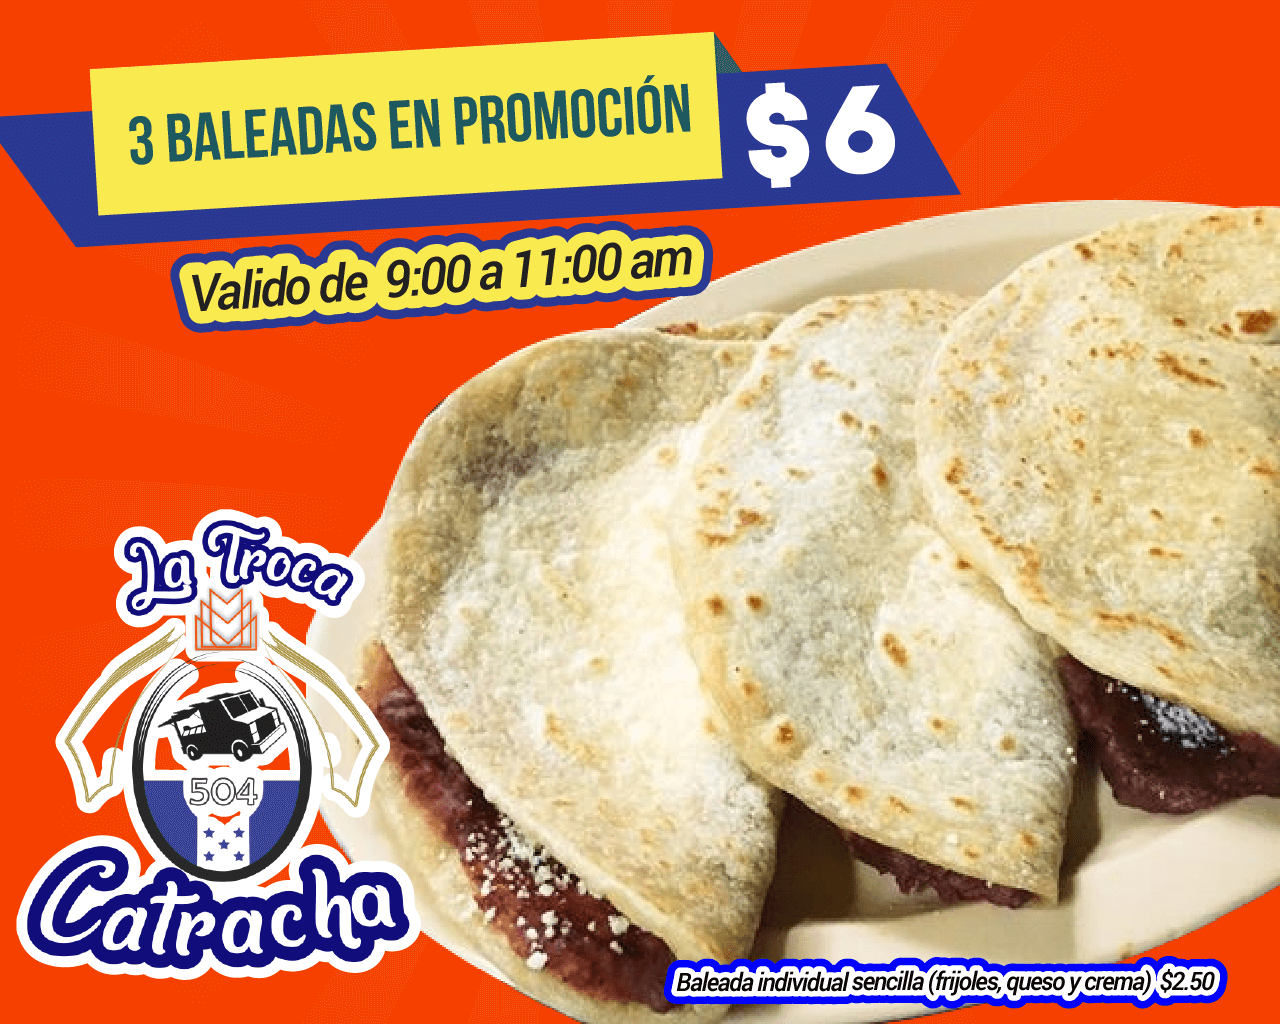 3 BALEADAS EN PROMOCIÓN
$6
Valido de 9:00 a 11:00 am
La Troca
504
Catracha
Baleada individual sencilla (frijoles, queso y crema) $2.50